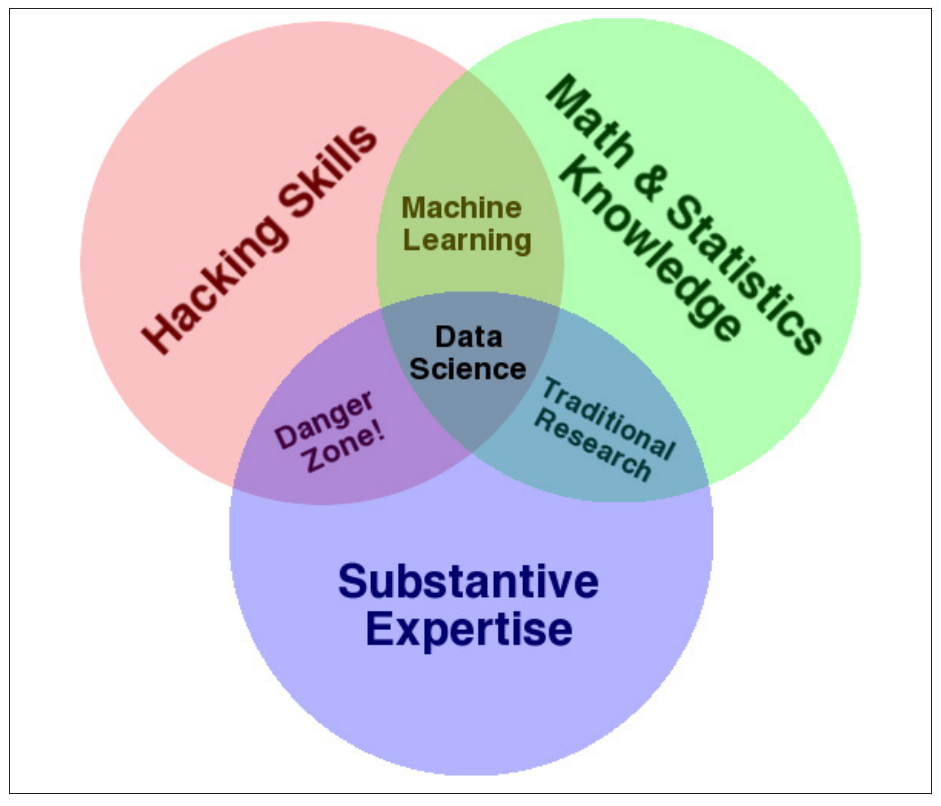 Hacking Skills
Math & Statistics
Knowledge
Machine
Learning
Data
Science
Danger
Zone!
Traditional
Research
Substantive
Expertise